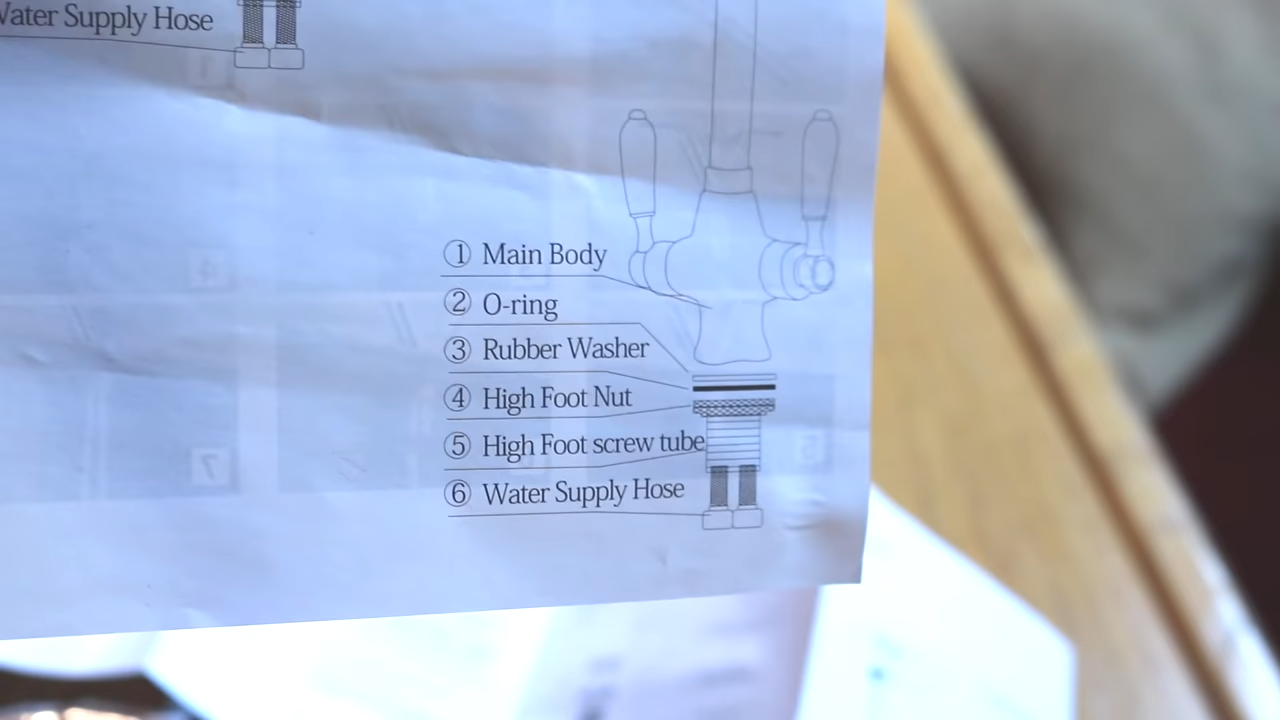 Water Supply Hose
① Main Body
② O-ring
③ Rubber Washer
④ High Foot Nut
⑤ High Foot screw tube
⑥ Water Supply Hose